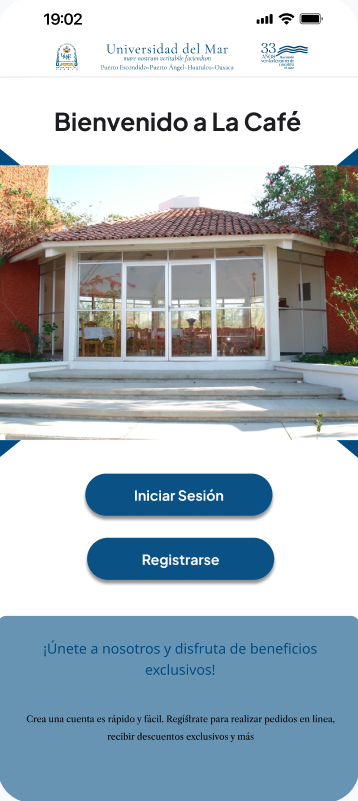 19:02
Universidad del Mar
mare nostrum veritabile faciendum
Puerto Escondido•Puerto Ángel•Huatulco•Oaxaca
33
AÑOS
Bienvenido a La Café
Iniciar Sesión
Registrarse
¡Únete a nosotros y disfruta de beneficios
exclusivos!
Crea una cuenta es rápido y fácil. Regístrate para realizar pedidos en línea,
recibir descuentos exclusivos y más